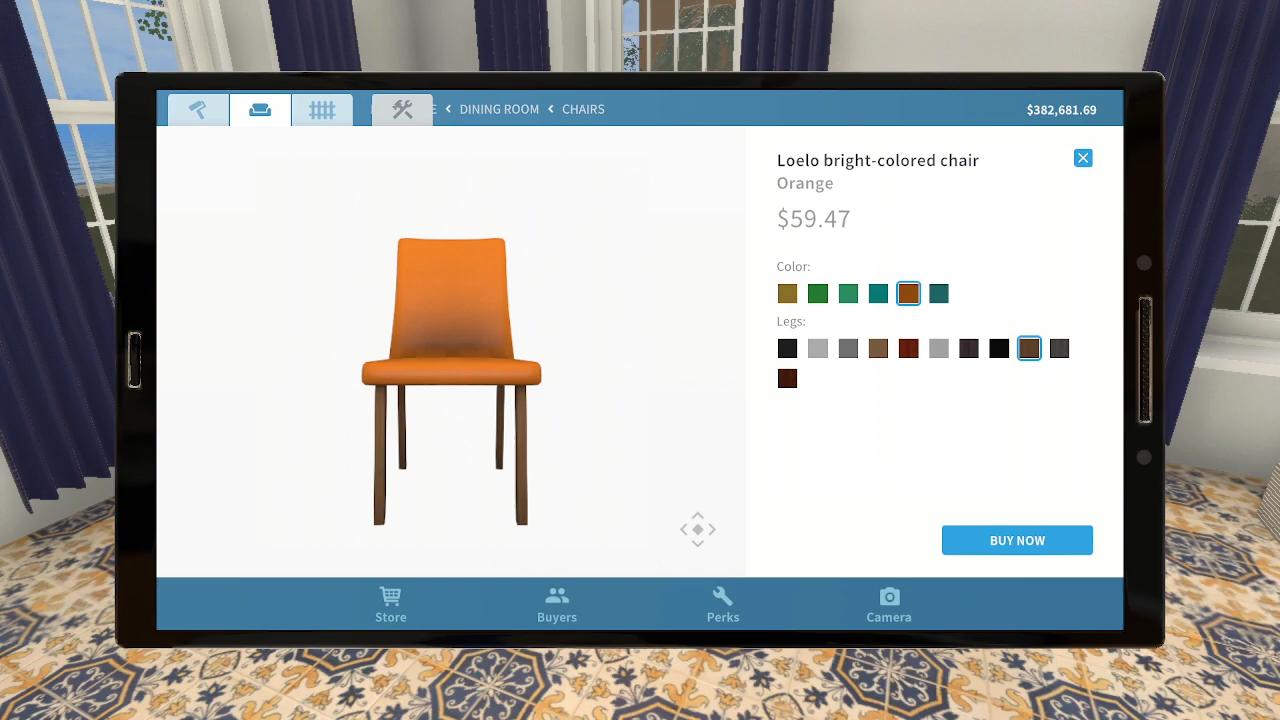 DINING ROOM
CHAIRS
$382,681.69
Loelo bright-colored chair
Orange
$59.47
Color:
Legs:
BUY NOW
Store
Buyers
Perks
Camera